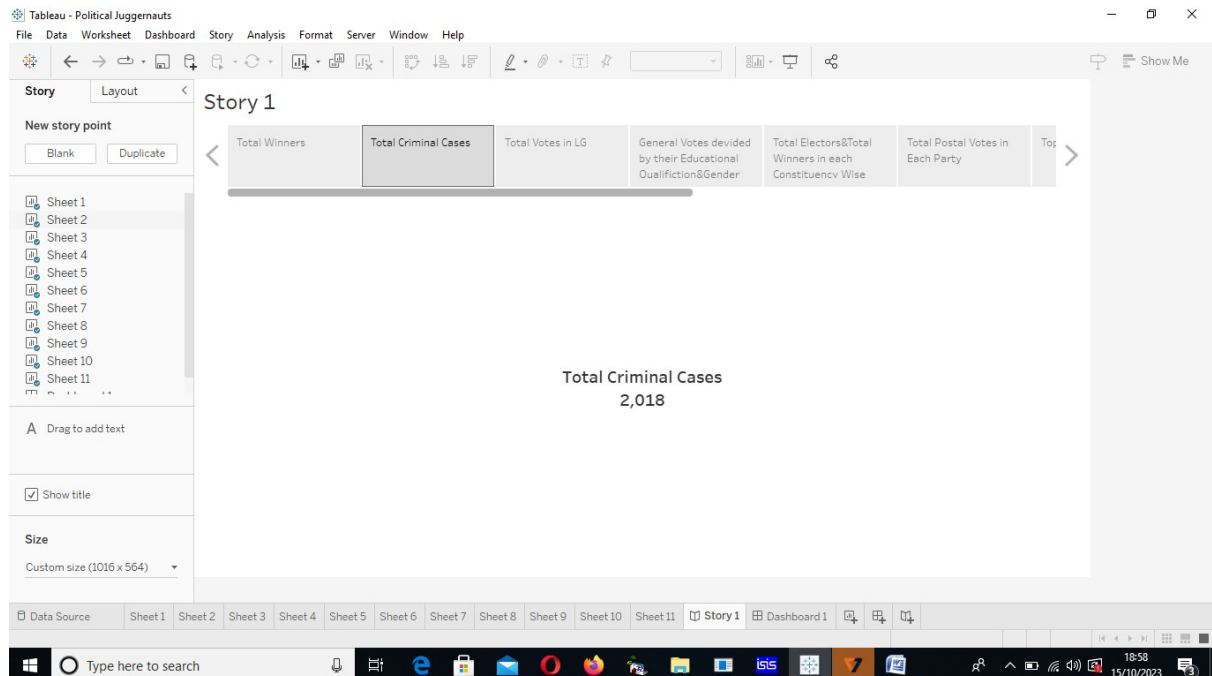 Tableau - Political Juggernauts
File Data Worksheet Dashboard Story Analysis Format Server Window Help
Show Me
Story Layout
New story point
Blank Duplicate
Sheet 1
Sheet 2
Sheet 3
Sheet 4
Sheet 5
Sheet 6
Sheet 7
Sheet 8
Sheet 9
Sheet 10
Sheet 11
A Drag to add text
Show title
Size
Custom size (1016 x 564)
Story 1
Total Winners
Total Criminal Cases
Total Votes in LG
General Votes devided
by their Educational
Qualifiction&Gender
Total Electors&Total
Winners in each
Constituency Wise
Total Postal Votes in
Each Party
Total Criminal Cases
2,018
Data Source Sheet 1 Sheet 2 Sheet 3 Sheet 4 Sheet 5 Sheet 6 Sheet 7 Sheet 8 Sheet 9 Sheet 10 Sheet 11 Story 1 Dashboard 1
Type here to search
isis
18:58
15/10/2023
3